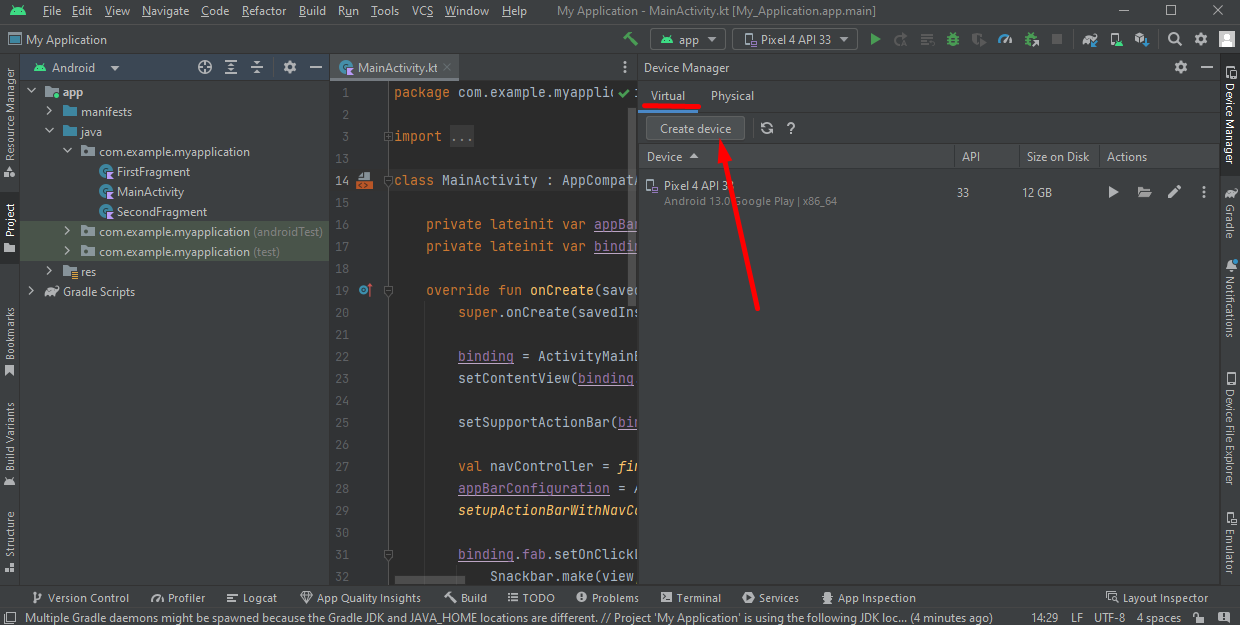 File Edit View Navigate Code Refactor Build Run Tools VCS Window Help My Application - MainActivity.kt [My_Application.app.main]
My Application app Pixel 4 API 33
Android MainActivity.kt Device Manager
Resource Manager
Project
Bookmarks
Build Variants
Structure
app
manifests
java
com.example.myapplication
FirstFragment
MainActivity
SecondFragment
com.example.myapplication (androidTest)
com.example.myapplication (test)
res
Gradle Scripts
1 package com.example.myapplic
2
3 import ...
13
14 class MainActivity : AppCompatA
15
16 private lateinit var appBar
17 private lateinit var bindin
18
19 override fun onCreate(saved
20 super.onCreate(savedIns
21
22 binding = ActivityMainB
23 setContentView(binding
24
25 setSupportActionBar(bin
26
27 val navController = fin
28 appBarConfiguration = A
29 setupActionBarWithNavCo
30
31 binding.fab.setOnClickL
32 Snackbar.make(view,
Virtual Physical
Create device ?
Device API Size on Disk Actions
Pixel 4 API 33 33 12 GB
Android 13.0 Google Play | x86_64
Device Manager
Gradle
Notifications
Device File Explorer
Emulator
Version Control Profiler Logcat App Quality Insights Build TODO Problems Terminal Services App Inspection Layout Inspector
Multiple Gradle daemons might be spawned because the Gradle JDK and JAVA_HOME locations are different. // Project 'My Application' is using the following JDK loc... (4 minutes ago) 14:29 LF UTF-8 4 spaces